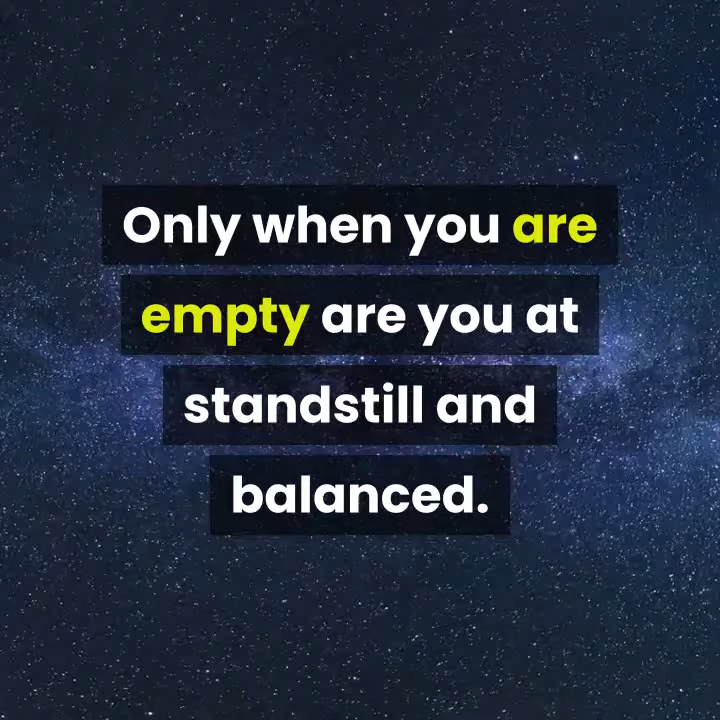 Only when you are
empty are you at
standstill and
balanced.